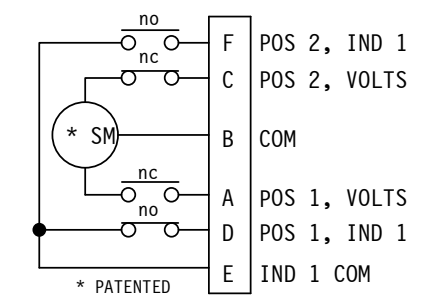 no
F POS 2, IND 1
nc
C POS 2, VOLTS
* SM
B COM
nc
A POS 1, VOLTS
no
D POS 1, IND 1
E IND 1 COM
* PATENTED